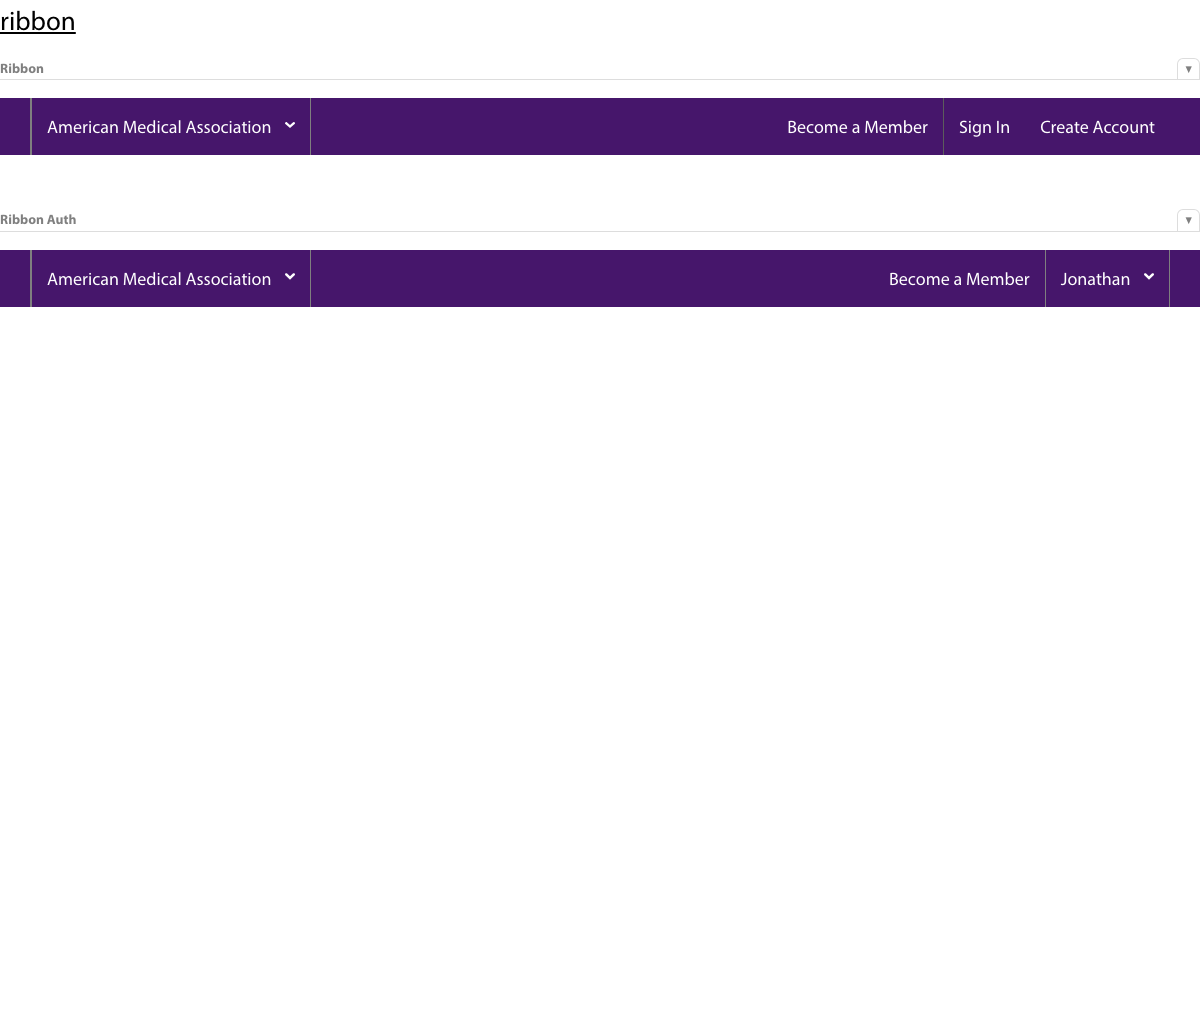 ribbon
Ribbon ▼
American Medical Association Become a Member Sign In Create Account
Ribbon Auth ▼
American Medical Association Become a Member Jonathan